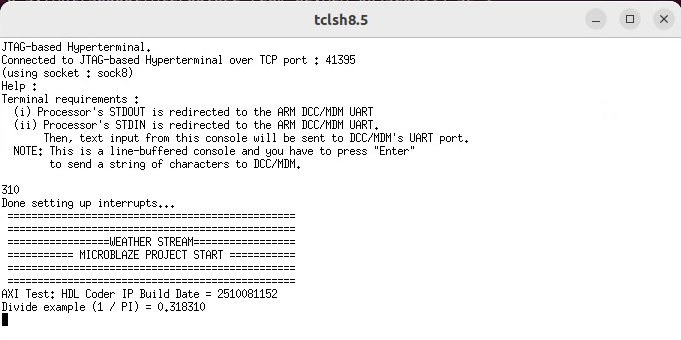 tclsh8.5
JTAG-based Hyperterminal.
Connected to JTAG-based Hyperterminal over TCP port : 41395
(using socket : sock8)
Help :
Terminal requirements :
  (i) Processor's STDOUT is redirected to the ARM DCC/MDM UART
  (ii) Processor's STDIN is redirected to the ARM DCC/MDM UART.
       Then, text input from this console will be sent to DCC/MDM's UART port.
  NOTE: This is a line-buffered console and you have to press "Enter"
        to send a string of characters to DCC/MDM.

310
Done setting up interrupts...
 ================================================
 ================================================
 =================WEATHER STREAM=================
 =========== MICROBLAZE PROJECT START ===========
 ================================================
 ================================================
AXI Test: HDL Coder IP Build Date = 2510081152
Divide example (1 / PI) = 0.318310